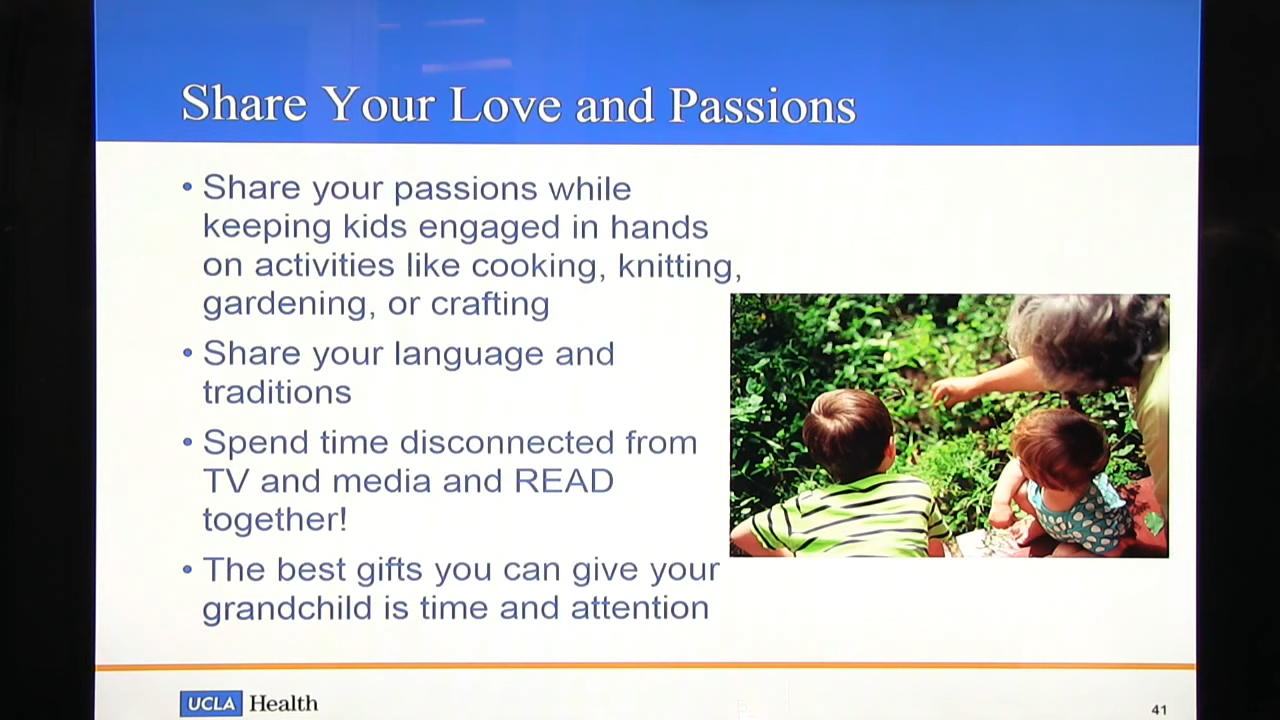 Share Your Love and Passions
• Share your passions while
keeping kids engaged in hands
on activities like cooking, knitting,
gardening, or crafting
• Share your language and
traditions
• Spend time disconnected from
TV and media and READ
together!
• The best gifts you can give your
grandchild is time and attention
UCLA Health
41